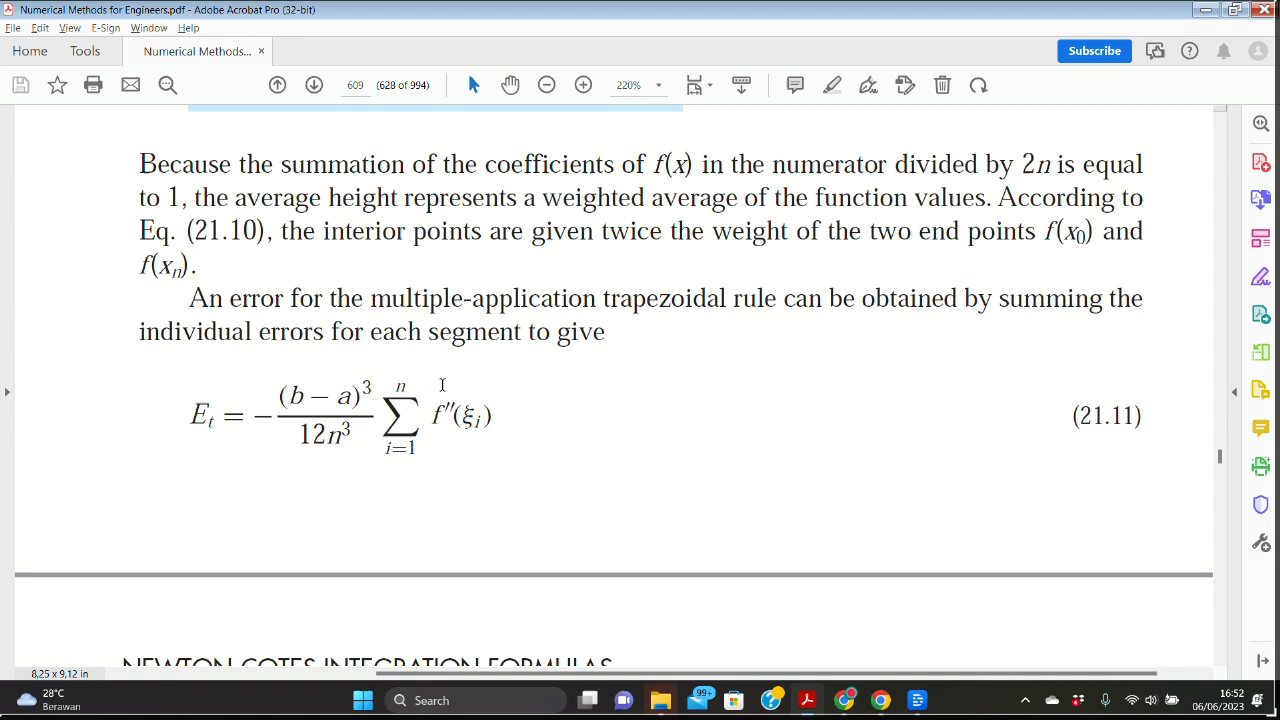 Numerical Methods for Engineers.pdf - Adobe Acrobat Pro (32-bit)
File Edit View E-Sign Window Help
Home Tools Numerical Methods... × Subscribe
609 (628 of 994) 220%
Because the summation of the coefficients of f(x) in the numerator divided by 2n is equal
to 1, the average height represents a weighted average of the function values. According to
Eq. (21.10), the interior points are given twice the weight of the two end points f(x₀) and
f(xₙ).
An error for the multiple-application trapezoidal rule can be obtained by summing the
individual errors for each segment to give
E_t = − (b − a)³ / 12n³ ∑_{i=1}^{n} f″(ξᵢ) (21.11)
NEWTON-COTES INTEGRATION FORMULAS
8,25 x 9,12 in
28°C
Berawan
Search
99+
16:52
06/06/2023